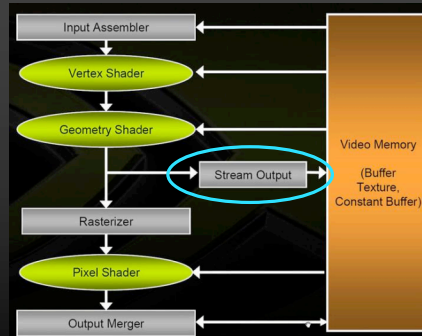 Input Assembler
Vertex Shader
Geometry Shader
Stream Output
Rasterizer
Pixel Shader
Output Merger
Video Memory
(Buffer
Texture,
Constant Buffer)